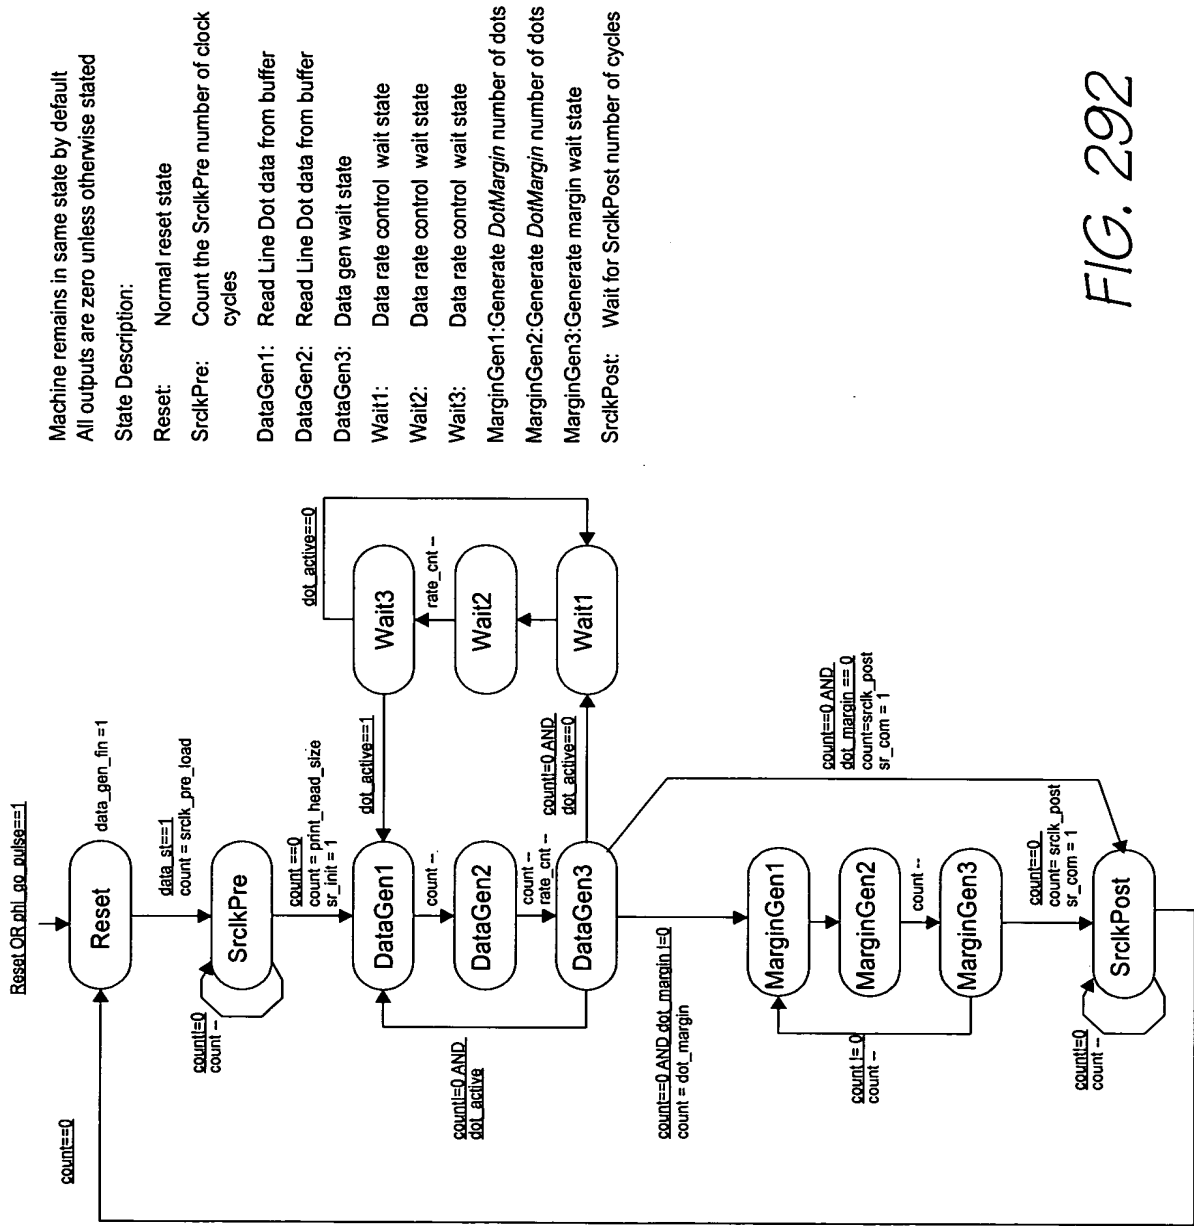 Reset OR phi_go_pulse==1
Reset
data_gen_fin =1
count==0
data_st==1
count = srclk_pre_load
SrclkPre
count!=0
count --
count ==0
count = print_head_size
sr_init = 1
DataGen1
count --
DataGen2
count --
rate_cnt --
DataGen3
count!=0 AND
dot_active
dot_active==1
Wait3
dot_active==0
rate_cnt --
Wait2
Wait1
count!=0 AND
dot_active==0
count==0 AND
dot_margin == 0
count=srclk_post
sr_com = 1
count==0 AND dot_margin !=0
count = dot_margin
MarginGen1
MarginGen2
count --
MarginGen3
count != 0
count --
count==0
count= srclk_post
sr_com = 1
SrclkPost
count!=0
count --
Machine remains in same state by default
All outputs are zero unless otherwise stated
State Description:
Reset: Normal reset state
SrclkPre: Count the SrclkPre number of clock
cycles
DataGen1: Read Line Dot data from buffer
DataGen2: Read Line Dot data from buffer
DataGen3: Data gen wait state
Wait1: Data rate control wait state
Wait2: Data rate control wait state
Wait3: Data rate control wait state
MarginGen1:Generate DotMargin number of dots
MarginGen2:Generate DotMargin number of dots
MarginGen3:Generate margin wait state
SrclkPost: Wait for SrclkPost number of cycles
FIG. 292